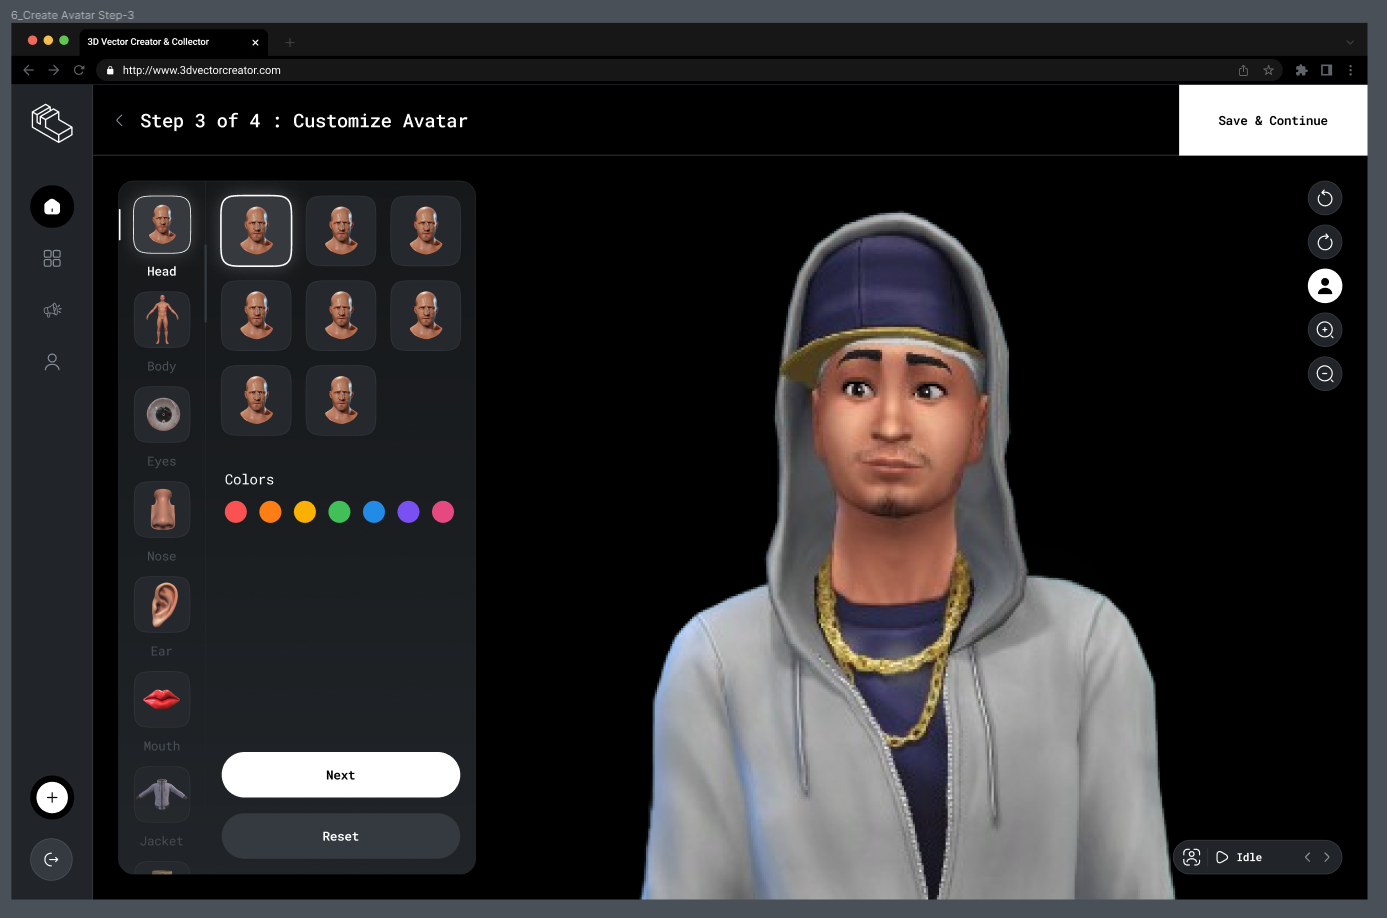 6_Create Avatar Step-3
3D Vector Creator & Collector
http://www.3dvectorcreator.com
Step 3 of 4 : Customize Avatar
Save & Continue
Head
Body
Eyes
Nose
Ear
Mouth
Jacket
Colors
Next
Reset
Idle